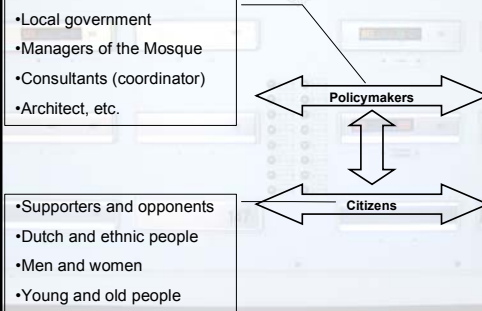 •Local government
•Managers of the Mosque
•Consultants (coordinator)
•Architect, etc.
Policymakers
•Supporters and opponents
Citizens
•Dutch and ethnic people
•Men and women
•Young and old people